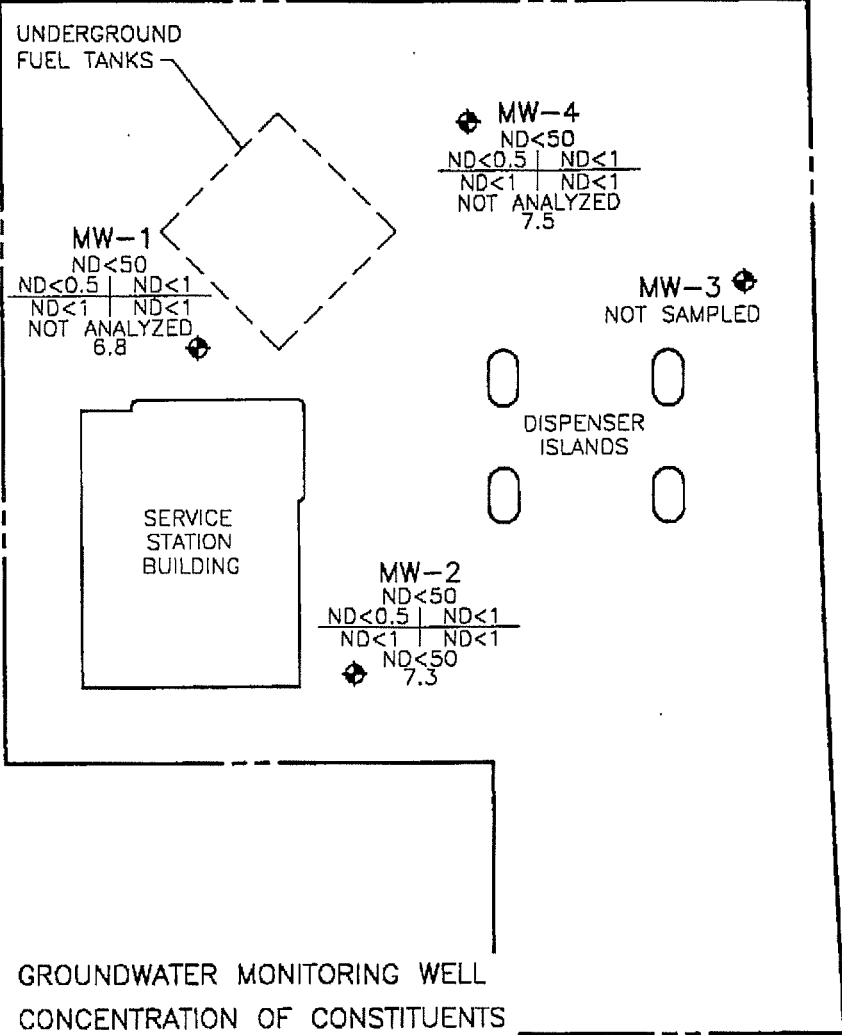 UNDERGROUND
FUEL TANKS
MW-4
ND<50
ND<0.5 ND<1
ND<1 ND<1
NOT ANALYZED
7.5
MW-1
ND<50
ND<0.5 ND<1
ND<1 ND<1
NOT ANALYZED
6.8
MW-3
NOT SAMPLED
DISPENSER
ISLANDS
SERVICE
STATION
BUILDING
MW-2
ND<50
ND<0.5 ND<1
ND<1 ND<1
ND<50
7.3
GROUNDWATER MONITORING WELL
CONCENTRATION OF CONSTITUENTS